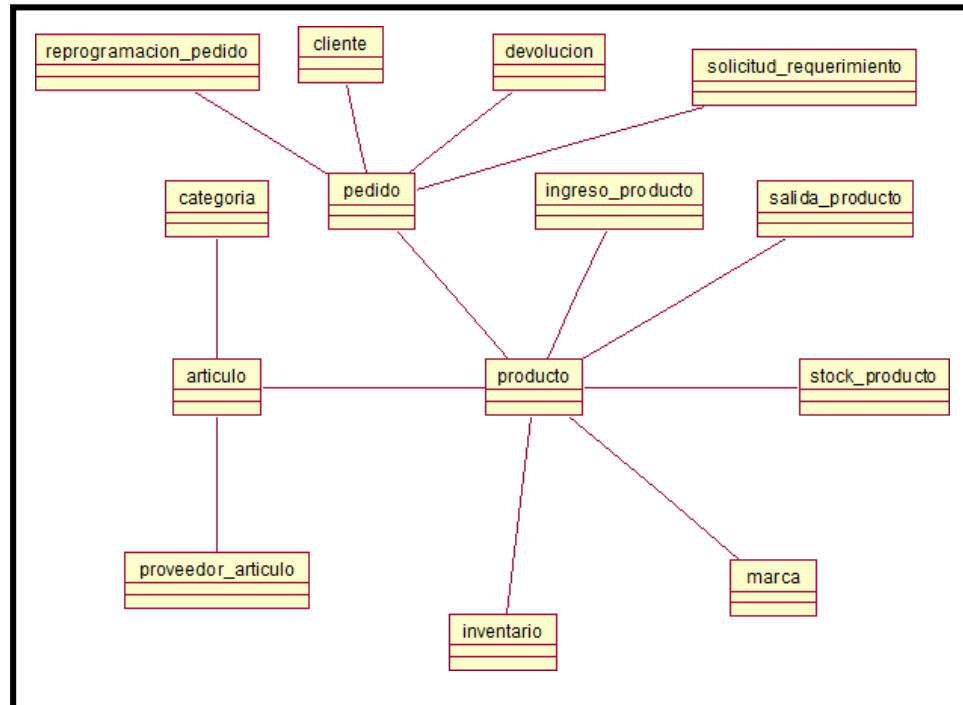 reprogramacion_pedido
cliente
devolucion
solicitud_requerimiento
categoria
pedido
ingreso_producto
salida_producto
articulo
producto
stock_producto
proveedor_articulo
marca
inventario